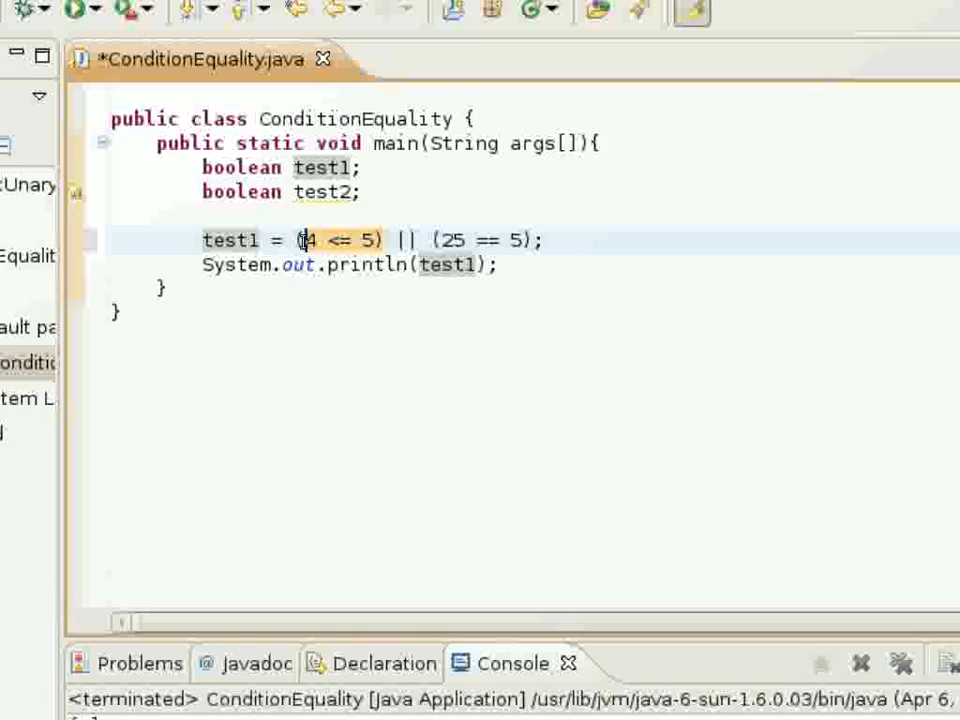 *ConditionEquality.java
public class ConditionEquality {
public static void main(String args[]){
boolean test1;
boolean test2;
test1 = (4 <= 5) || (25 == 5);
System.out.println(test1);
}
}
Problems @ Javadoc Declaration Console
<terminated> ConditionEquality [Java Application] /usr/lib/jvm/java-6-sun-1.6.0.03/bin/java (Apr 6,